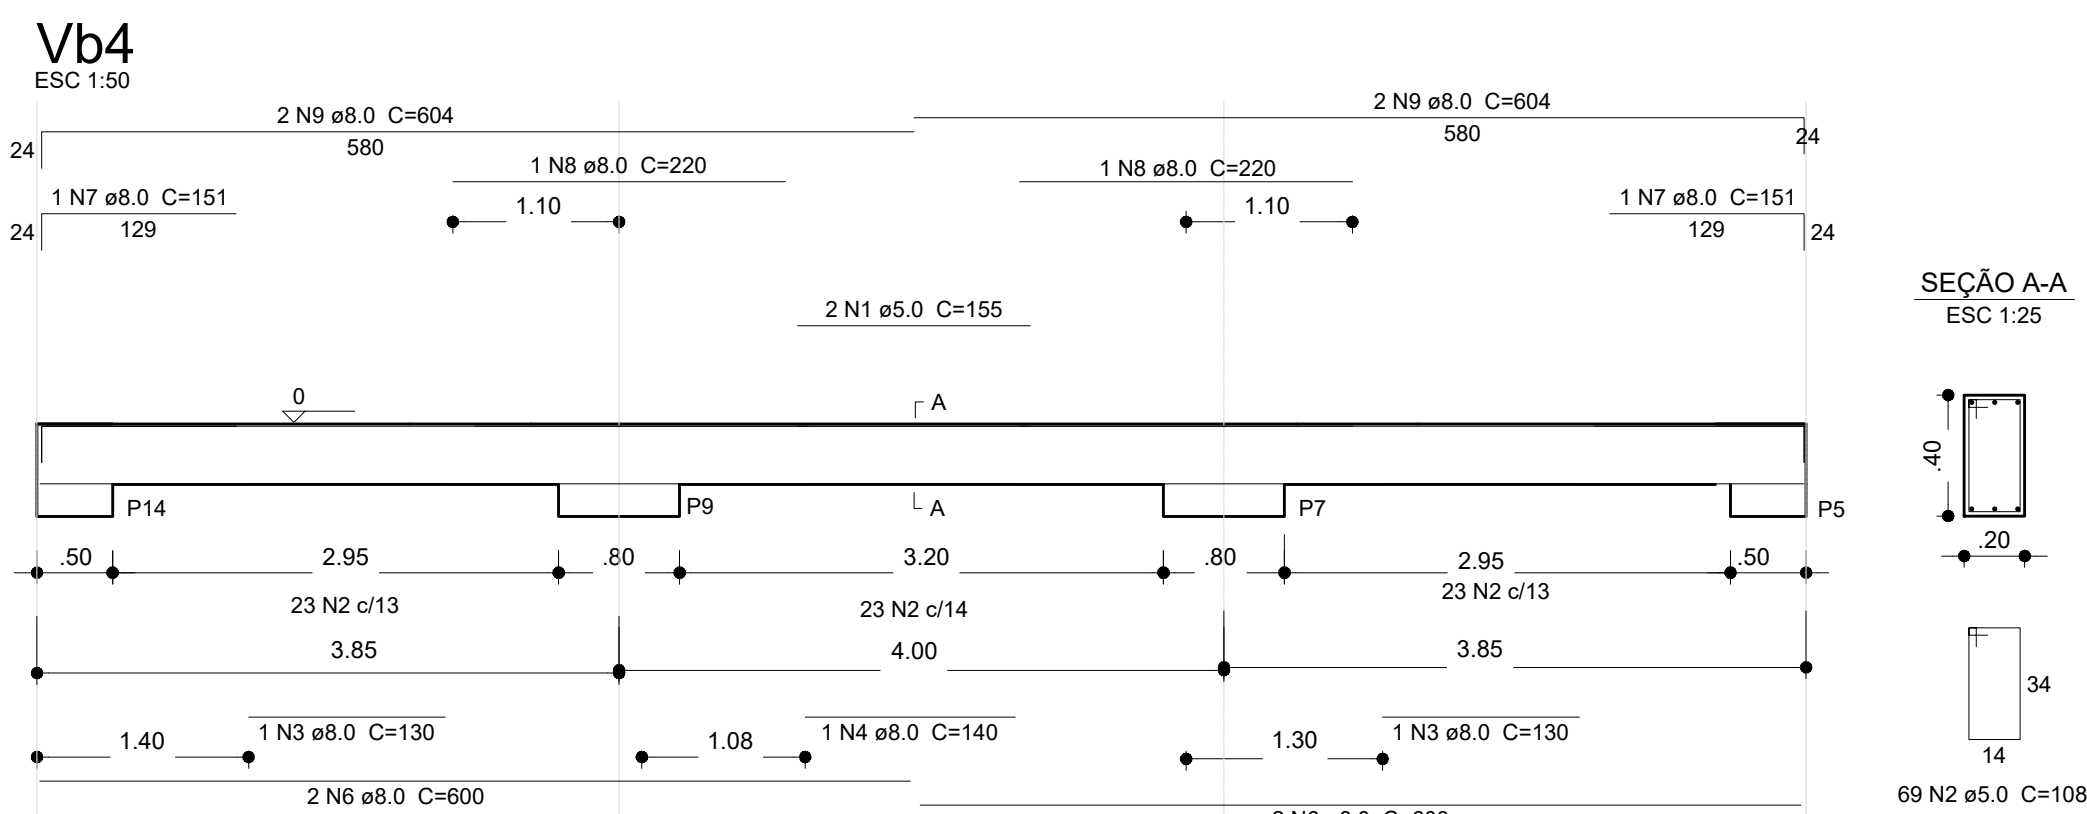 Vb4
ESC 1:50
2 N9 ø8.0 C=604
580
24
2 N9 ø8.0 C=604
580
24
1 N8 ø8.0 C=220
1.10
1 N8 ø8.0 C=220
1.10
1 N7 ø8.0 C=151
129
24
1 N7 ø8.0 C=151
129
24
2 N1 ø5.0 C=155
SEÇÃO A-A
ESC 1:25
0
A
A
P14
P9
P7
P5
.40
.20
.50
2.95
.80
3.20
.80
2.95
.50
23 N2 c/13
23 N2 c/14
23 N2 c/13
3.85
4.00
3.85
34
14
69 N2 ø5.0 C=108
1.40
1 N3 ø8.0 C=130
1.08
1 N4 ø8.0 C=140
1.30
1 N3 ø8.0 C=130
2 N6 ø8.0 C=600